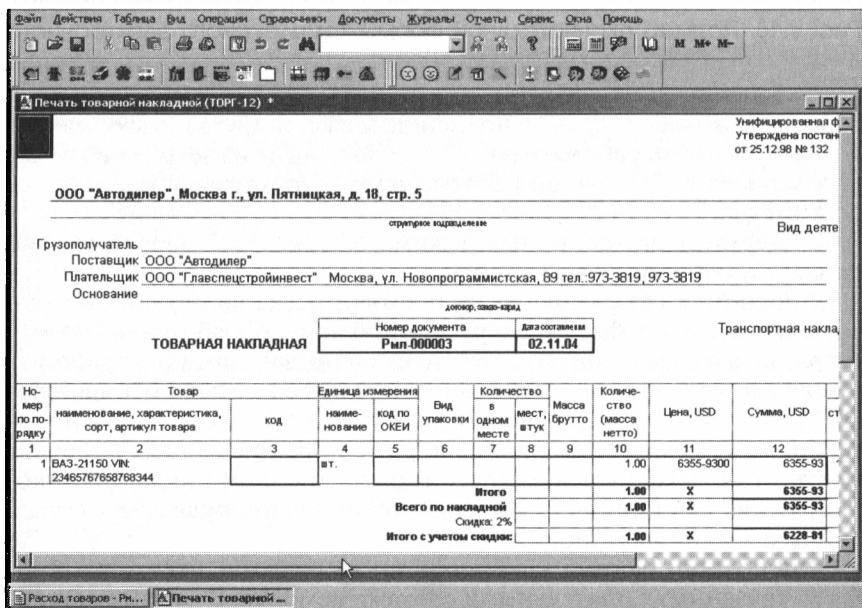 Файл Действия Таблица Вид Операции Справочники Документы Журналы Отчеты Сервис Окна Помощь
М М+ М−
Печать товарной накладной (ТОРГ-12) *
Унифицированная ф
Утверждена постан
от 25.12.98 № 132
ООО "Автодилер", Москва г., ул. Пятницкая, д. 18, стр. 5
структурное подразделение
Вид деяте
Грузополучатель
Поставщик ООО "Автодилер"
Плательщик ООО "Главспецстройинвест" Москва, ул. Новопрограммистская, 89 тел.:973-3819, 973-3819
Основание
договор, заказ-наряд
Номер документа Дата составления Транспортная накла
ТОВАРНАЯ НАКЛАДНАЯ Рнл-000003 02.11.04
Но-мер по по-рядку Товар Единица измерения Вид упаковки Количество Масса брутто Количе-ство (масса нетто) Цена, USD Сумма, USD ст
наименование, характеристика, сорт, артикул товара код наиме-нование код по ОКЕИ в одном месте мест, штук
1 2 3 4 5 6 7 8 9 10 11 12
1 ВАЗ-21150 VIN: шт. 1.00 6355-9300 6355-93
23465767658768344
Итого 1.00 X 6355-93
Всего по накладной 1.00 X 6355-93
Скидка: 2%
Итого с учетом скидки: 1.00 X 6228-81
Расход товаров - Рн... Печать товарной ...